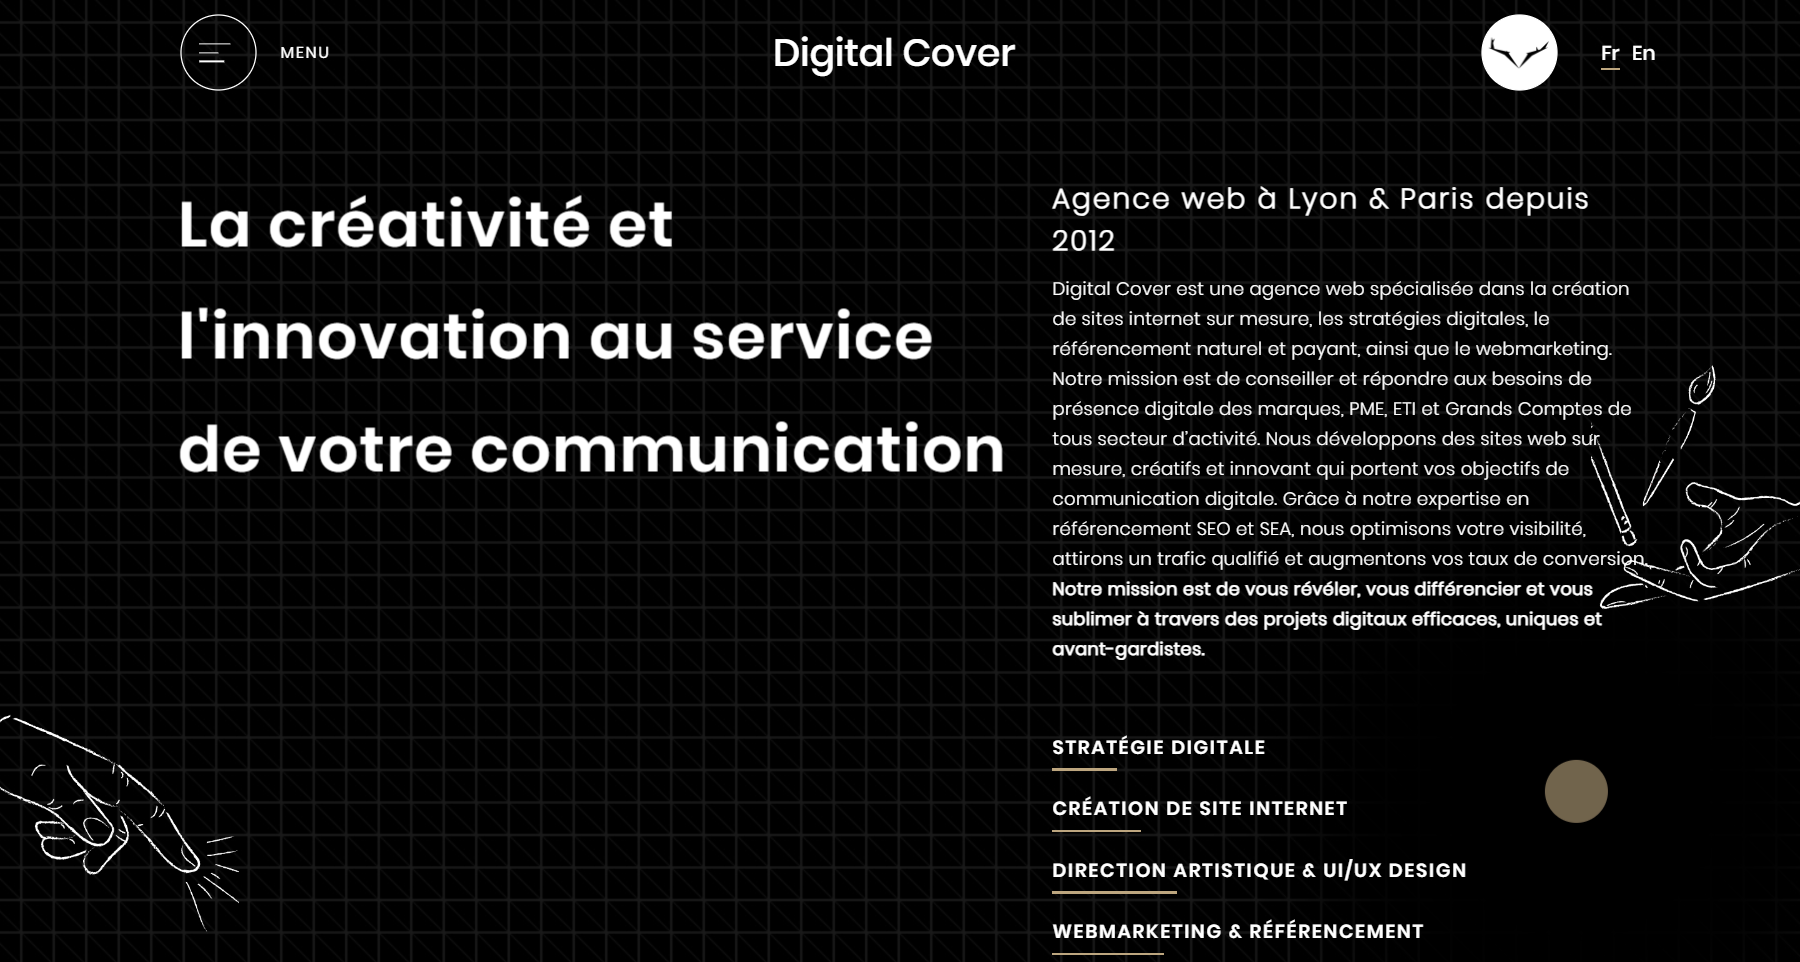 MENU
Digital Cover
Fr En
La créativité et
l'innovation au service
de votre communication
Agence web à Lyon & Paris depuis
2012
Digital Cover est une agence web spécialisée dans la création
de sites internet sur mesure, les stratégies digitales, le
référencement naturel et payant, ainsi que le webmarketing.
Notre mission est de conseiller et répondre aux besoins de
présence digitale des marques, PME, ETI et Grands Comptes de
tous secteur d’activité. Nous développons des sites web sur
mesure, créatifs et innovant qui portent vos objectifs de
communication digitale. Grâce à notre expertise en
référencement SEO et SEA, nous optimisons votre visibilité,
attirons un trafic qualifié et augmentons vos taux de conversion.
Notre mission est de vous révéler, vous différencier et vous
sublimer à travers des projets digitaux efficaces, uniques et
avant-gardistes.
STRATÉGIE DIGITALE
CRÉATION DE SITE INTERNET
DIRECTION ARTISTIQUE & UI/UX DESIGN
WEBMARKETING & RÉFÉRENCEMENT